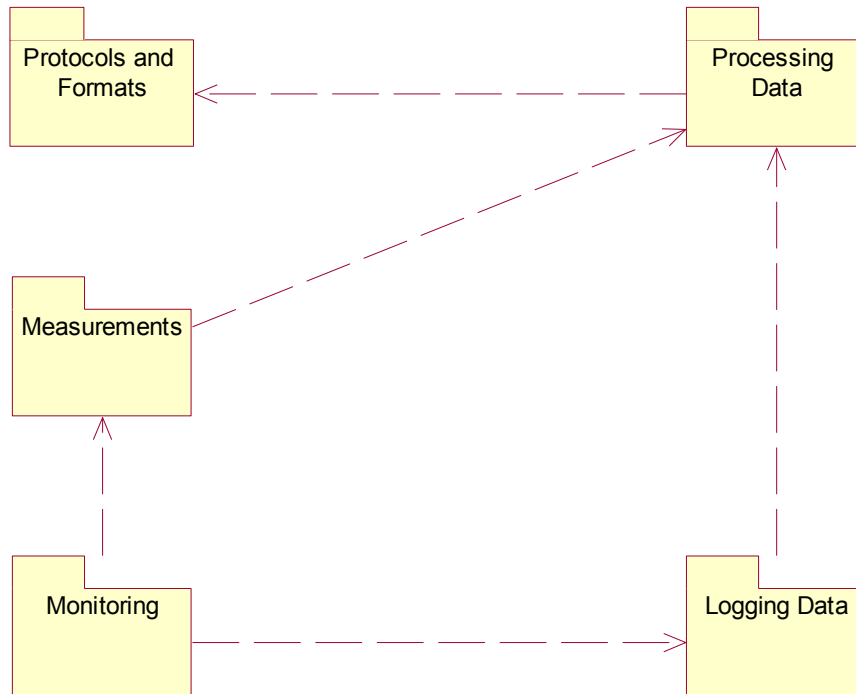 Protocols and
Formats
Processing
Data
Measurements
Monitoring
Logging Data